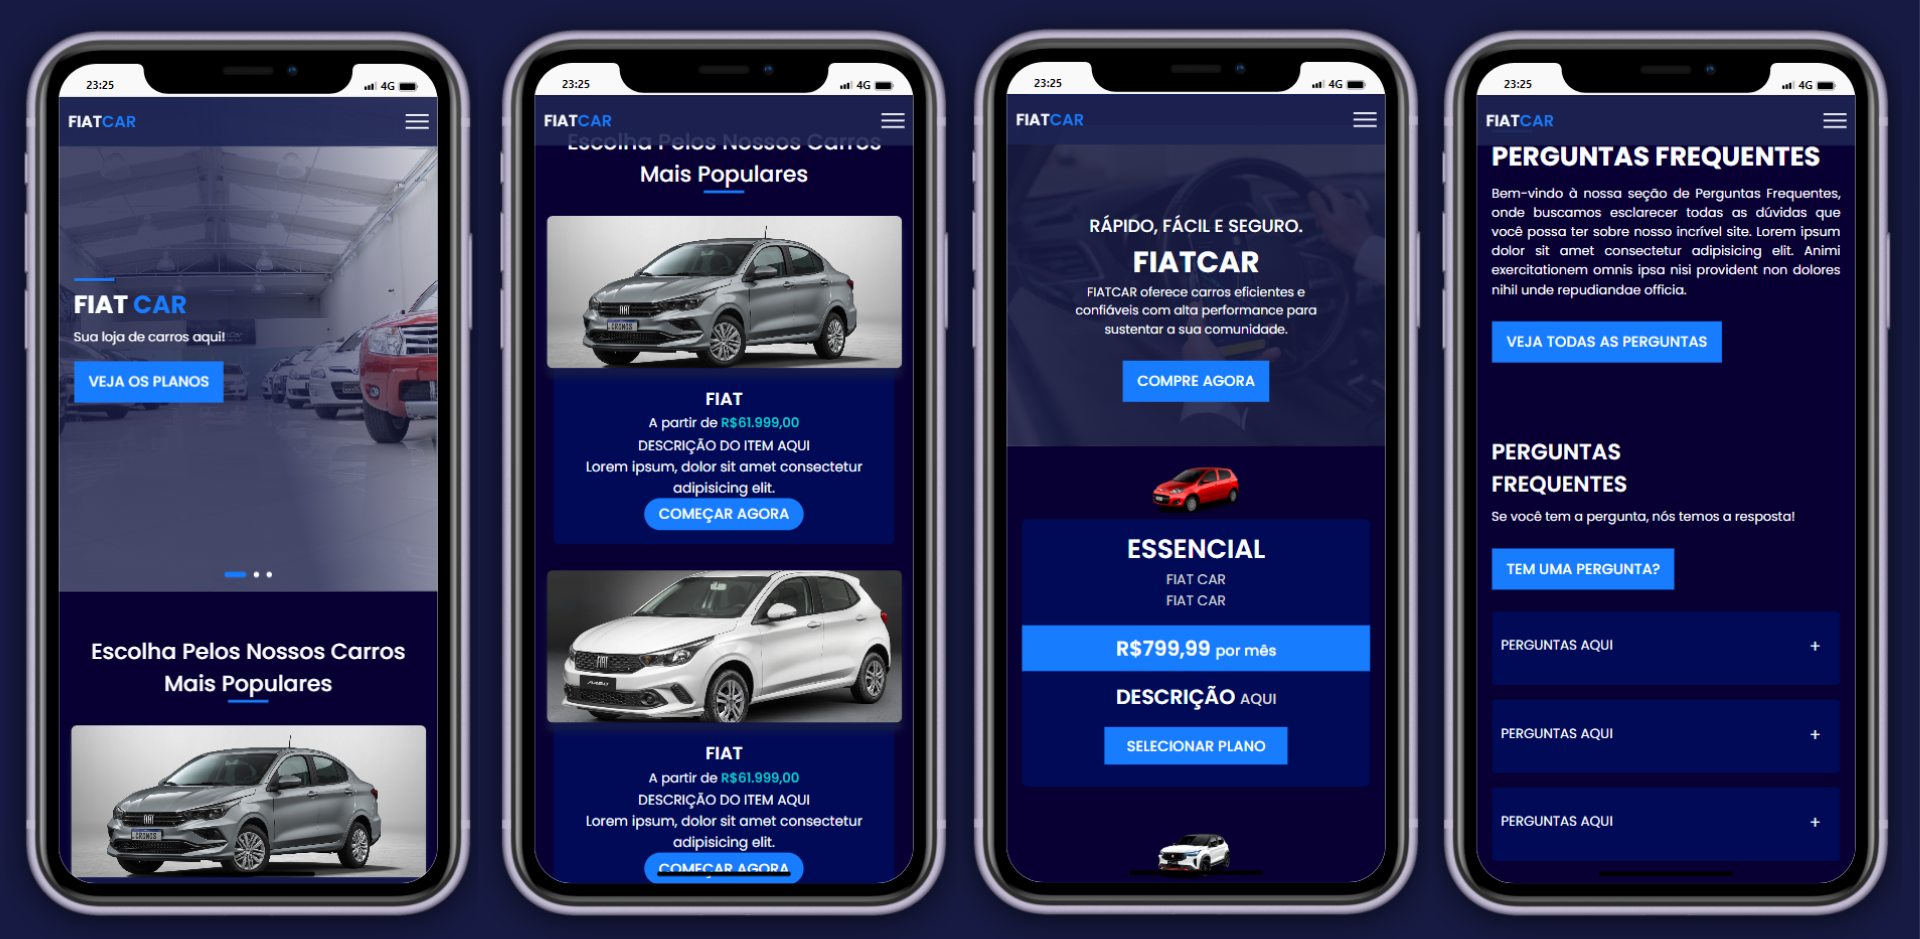 23:25
4G
FIATCAR
FIAT CAR
Sua loja de carros aqui!
VEJA OS PLANOS
Escolha Pelos Nossos Carros
Mais Populares
CRONOS
23:25
4G
FIATCAR
Escolha Pelos Nossos Carros
Mais Populares
FIAT
CRONOS
FIAT
A partir de R$61.999,00
DESCRIÇÃO DO ITEM AQUI
Lorem ipsum, dolor sit amet consectetur
adipisicing elit.
COMEÇAR AGORA
FIAT
A partir de R$61.999,00
DESCRIÇÃO DO ITEM AQUI
Lorem ipsum, dolor sit amet consectetur
adipisicing elit.
COMEÇAR AGORA
23:25
4G
FIATCAR
RÁPIDO, FÁCIL E SEGURO.
FIATCAR
FIATCAR oferece carros eficientes e
confiáveis com alta performance para
sustentar a sua comunidade.
COMPRE AGORA
ESSENCIAL
FIAT CAR
FIAT CAR
R$799,99 por mês
DESCRIÇÃO AQUI
SELECIONAR PLANO
23:25
4G
FIATCAR
PERGUNTAS FREQUENTES
Bem-vindo à nossa seção de Perguntas Frequentes,
onde buscamos esclarecer todas as dúvidas que
você possa ter sobre nosso incrível site. Lorem ipsum
dolor sit amet consectetur adipisicing elit. Animi
exercitationem omnis ipsa nisi provident non dolores
nihil unde repudiandae officia.
VEJA TODAS AS PERGUNTAS
PERGUNTAS
FREQUENTES
Se você tem a pergunta, nós temos a resposta!
TEM UMA PERGUNTA?
PERGUNTAS AQUI +
PERGUNTAS AQUI +
PERGUNTAS AQUI +